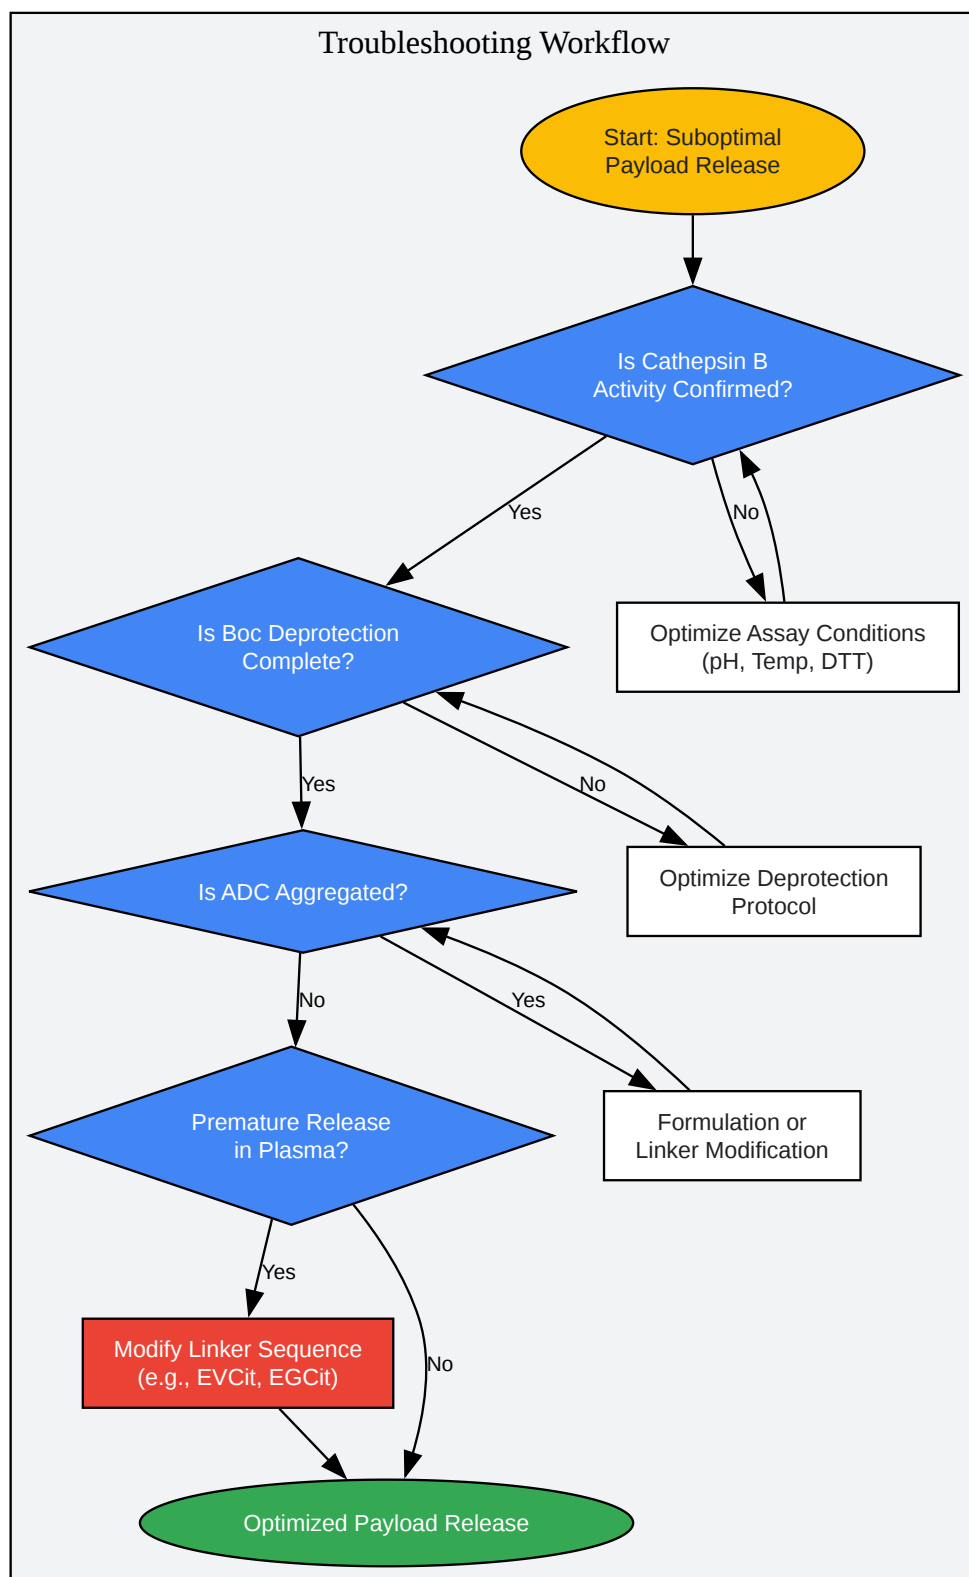 Troubleshooting Workflow
Start: Suboptimal
Payload Release
Is Cathepsin B
Activity Confirmed?
Yes
No
Optimize Assay Conditions
(pH, Temp, DTT)
Is Boc Deprotection
Complete?
Yes
No
Optimize Deprotection
Protocol
Is ADC Aggregated?
No
Yes
Formulation or
Linker Modification
Premature Release
in Plasma?
Yes
No
Modify Linker Sequence
(e.g., EVCit, EGCit)
Optimized Payload Release